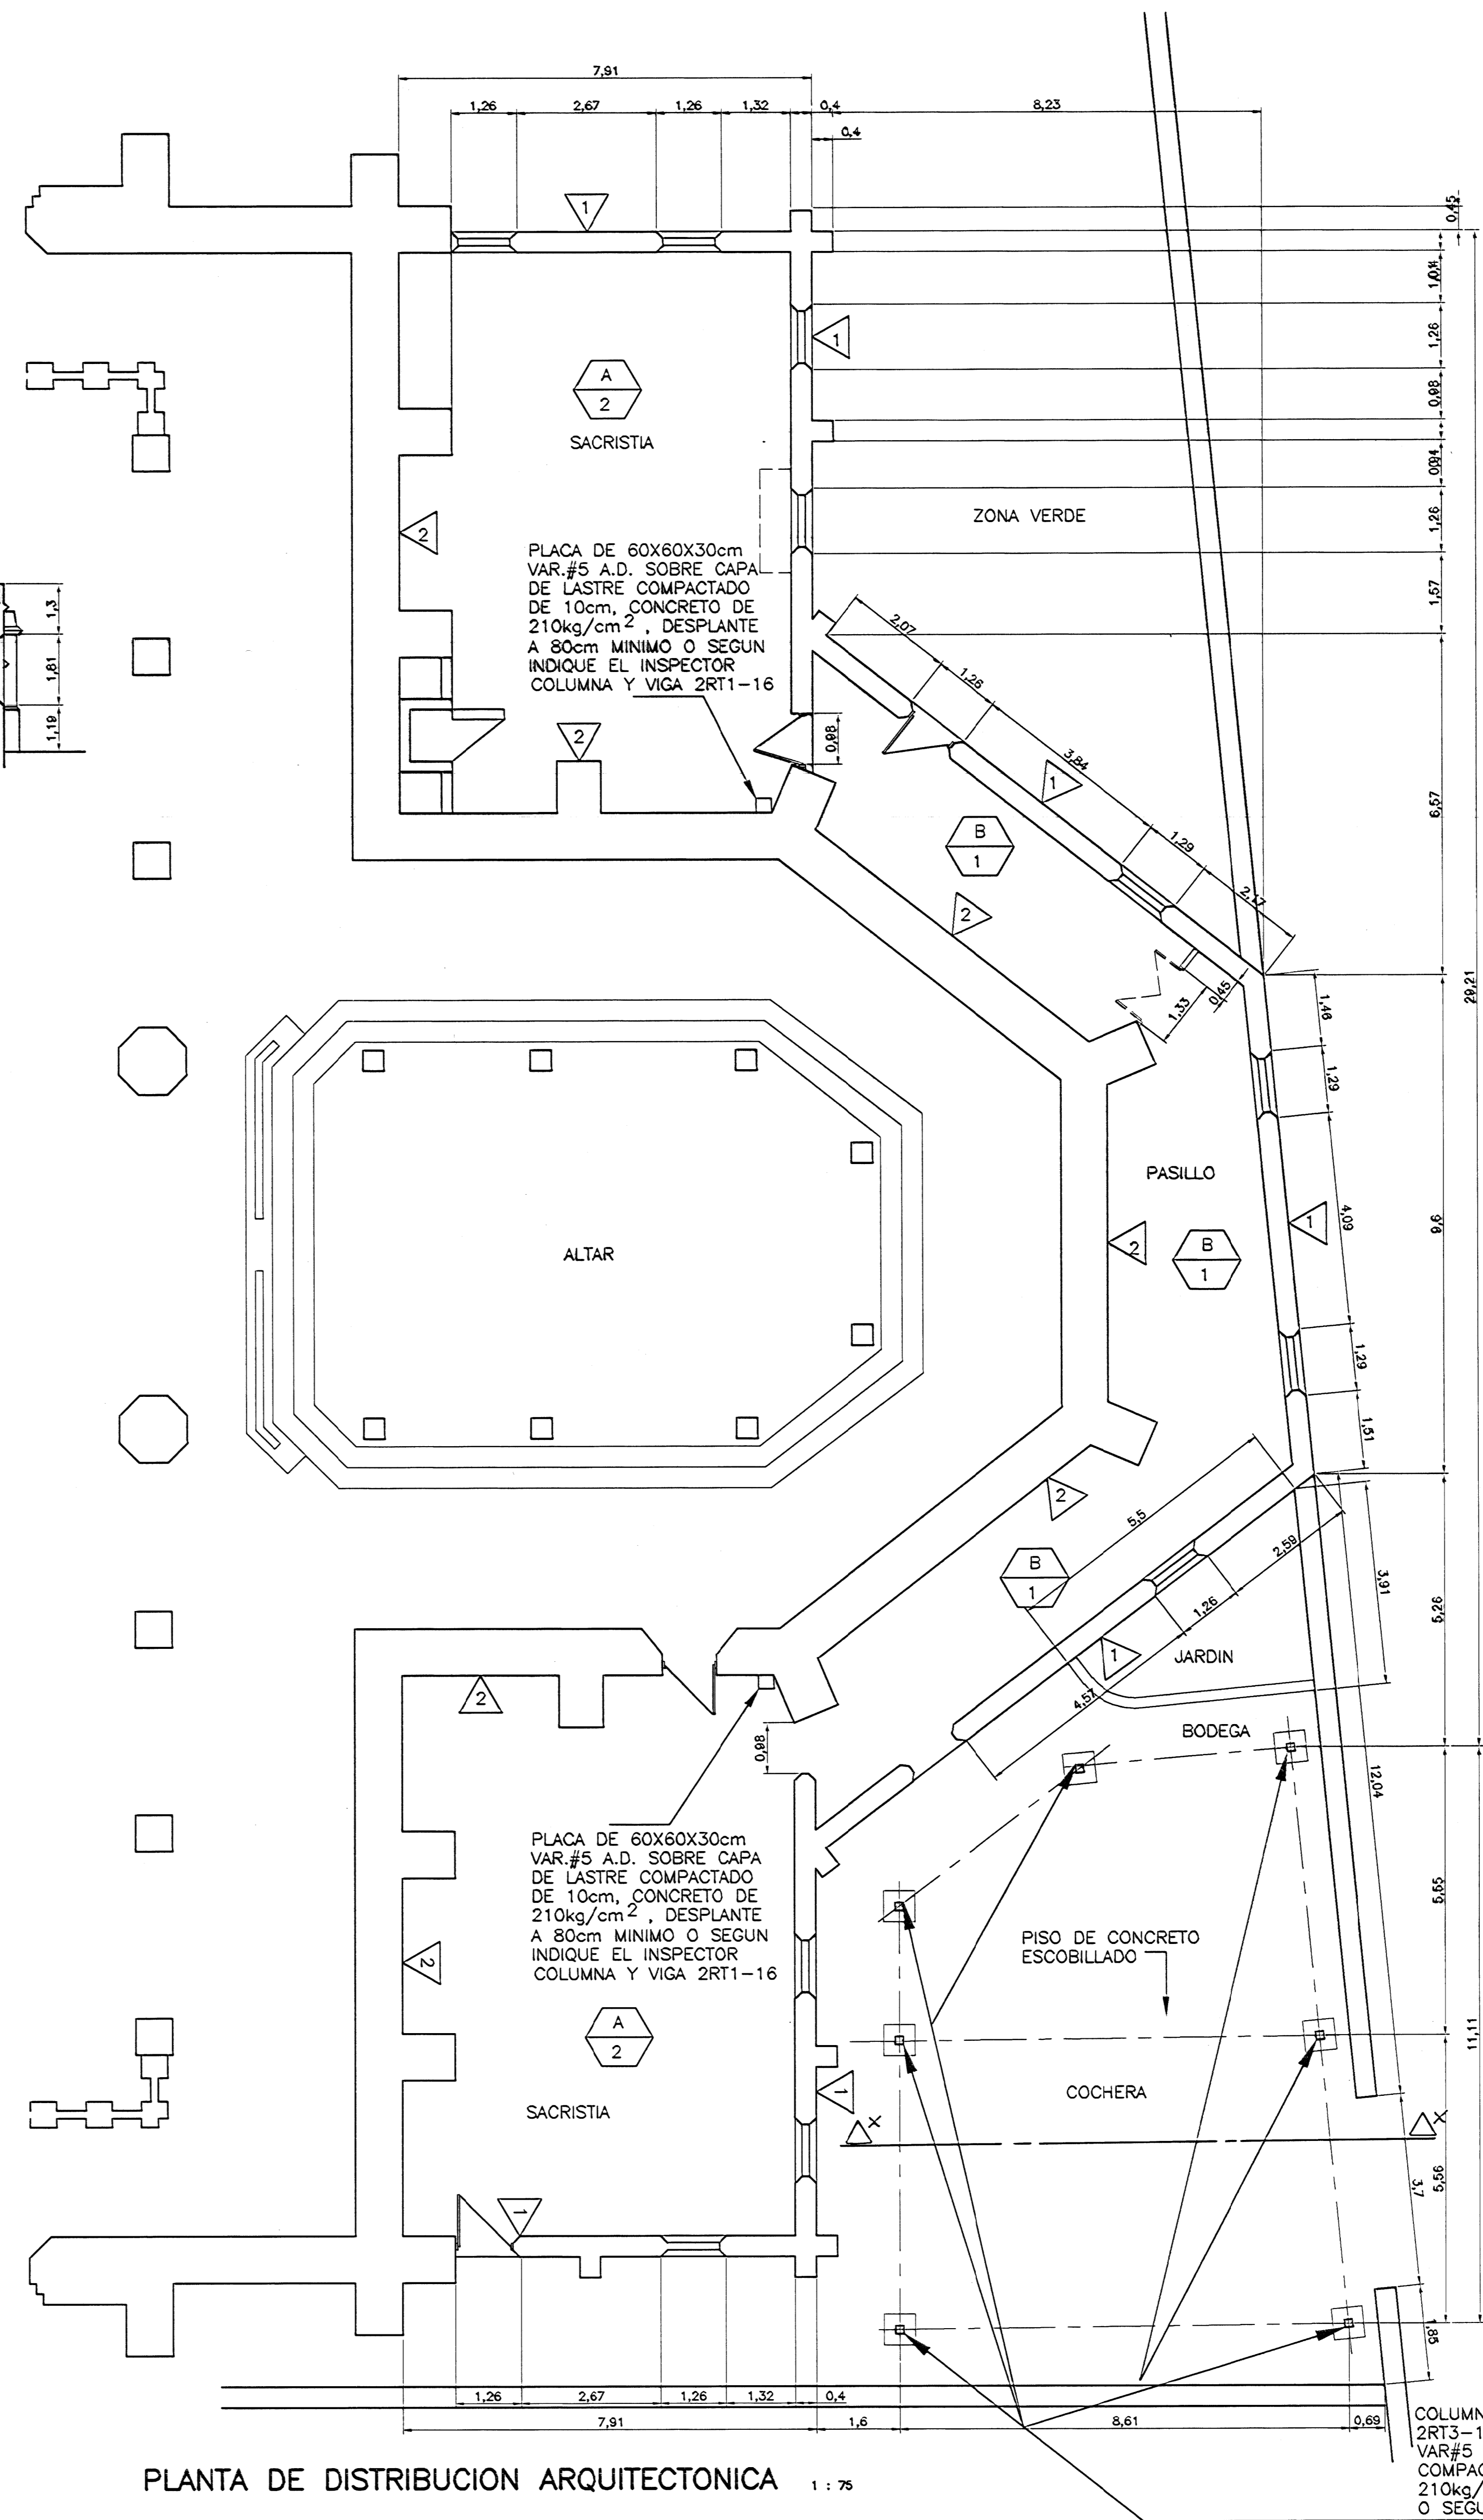 7,91
1,26 2,67 1,26 1,32 0,4 8,23
0,4
0,45
1
1,26
1
0,98
A
2
SACRISTIA
1,26
ZONA VERDE
2
PLACA DE 60X60X30cm
VAR.#5 A.D. SOBRE CAPA
DE LASTRE COMPACTADO
DE 10cm, CONCRETO DE
210kg/cm², DESPLANTE
A 80cm MINIMO O SEGUN
INDIQUE EL INSPECTOR
COLUMNA Y VIGA 2RT1-16
1,57
1,3
1,81
1,19
2,07
1,26
3,84
1,29
2,17
0,98
2
1
6,57
B
1
2
29,21
0,45
1,33
1,46
1,29
PASILLO
4,09
1
9,6
2
B
1
ALTAR
1,29
1,51
2
5,5
2,59
3,91
B
1
1,26
5,26
JARDIN
1
4,57
2
BODEGA
0,98
12,04
PLACA DE 60X60X30cm
VAR.#5 A.D. SOBRE CAPA
DE LASTRE COMPACTADO
DE 10cm, CONCRETO DE
210kg/cm², DESPLANTE
A 80cm MINIMO O SEGUN
INDIQUE EL INSPECTOR
COLUMNA Y VIGA 2RT1-16
5,55
PISO DE CONCRETO
ESCOBILLADO
2
11,11
A
2
COCHERA
1
SACRISTIA
X X
3,7
5,56
1
1,85
1,26 2,67 1,26 1,32 0,4
7,91 1,6 8,61 0,69
COLUMN
2RT3-1
VAR#5
COMPAC
210kg/
O SEGU
PLANTA DE DISTRIBUCION ARQUITECTONICA 1 : 75